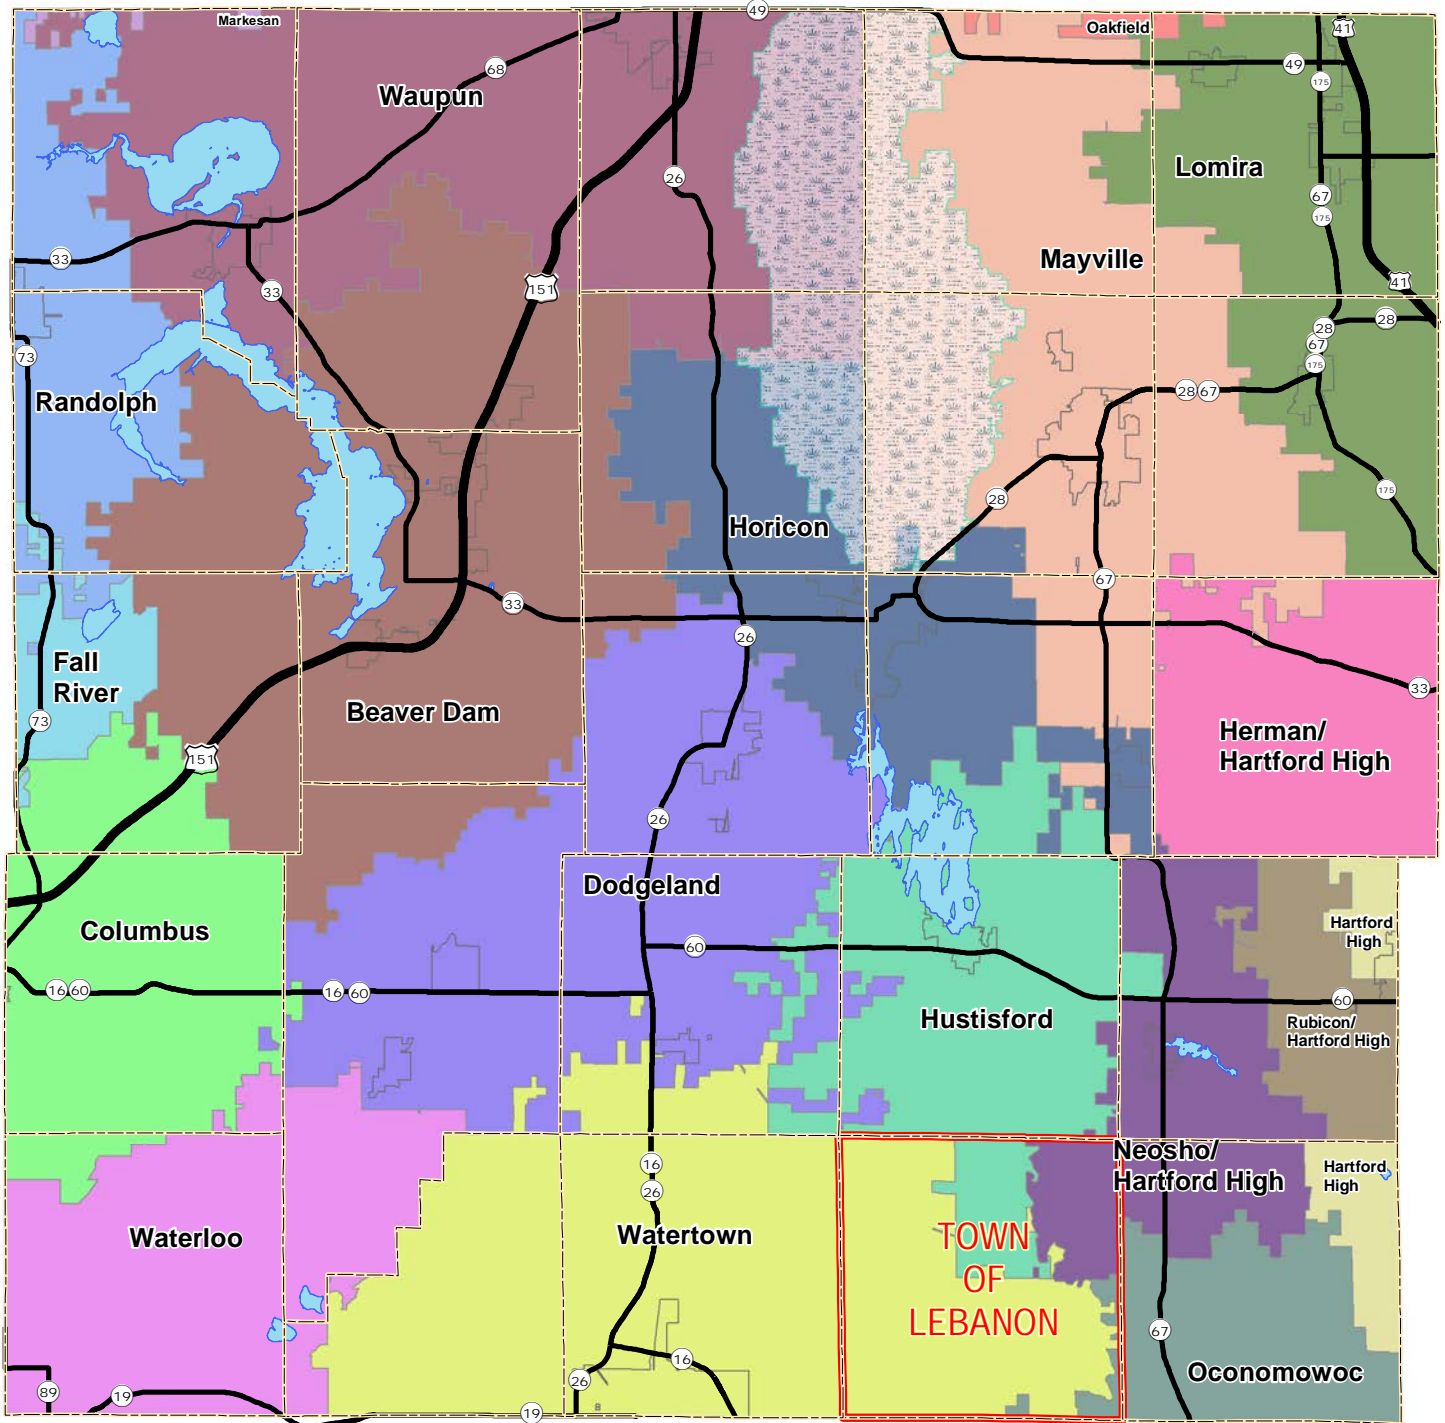 49
Markesan
Oakfield
41
49
68
175
Waupun
Lomira
26
67
175
33
Mayville
151
41
33
28
28
67
73
175
28 67
Randolph
175
28
Horicon
67
33
26
Fall
River
33
73
Beaver Dam
Herman/
Hartford High
151
26
Dodgeland
Hartford
High
Columbus
60
16 60
16 60
60
Hustisford
Rubicon/
Hartford High
Neosho/
Hartford High
16
26
Hartford
High
Waterloo
Watertown
TOWN
OF
LEBANON
67
16
26
Oconomowoc
89
19
19